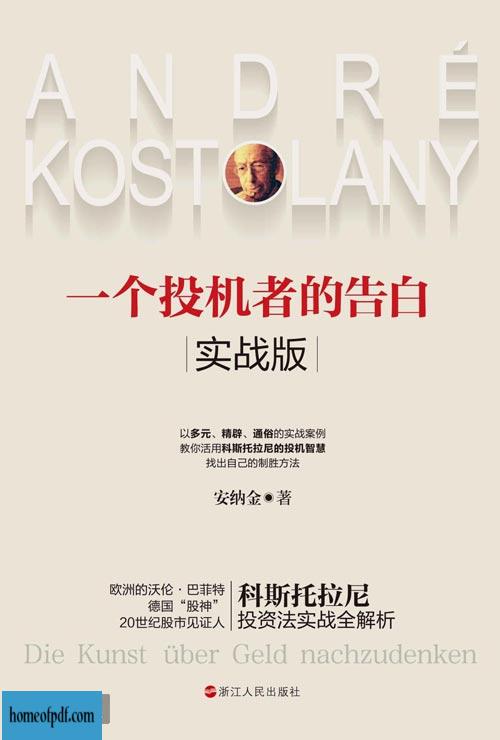 ANDRÉ
KOSTOLANY
一个投机者的告白
实战版
以多元、精辟、通俗的实战案例
教你活用科斯托拉尼的投机智慧
找出自己的制胜方法
安纳金◉著
欧洲的沃伦·巴菲特
德国“股神”
20世纪股市见证人
科斯托拉尼
投资法实战全解析
Die Kunst über Geld nachzudenken
浙江人民出版社
homeofpdf.com